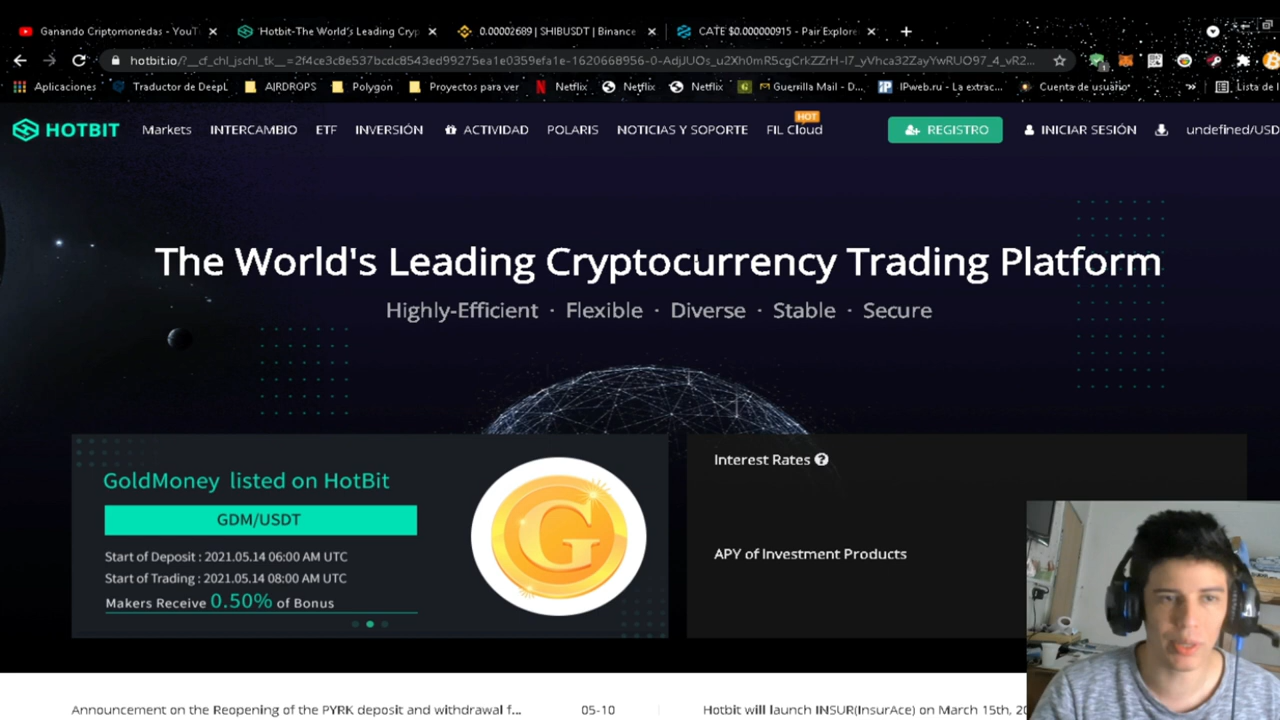 Ganando Criptomonedas - YouT
Hotbit-The World's Leading Cryp
0.00002689 | SHIBUSDT | Binance
CATE $0.000000915 - Pair Explore
Aplicaciones
Traductor de DeepL
AIRDROPS
Polygon
Proyectos para ver
Netflix
Netflix
Netflix
Guerrilla Mail - D...
IPweb.ru - La extrac...
Cuenta de usuario
Lista de l
HOTBIT
Markets
INTERCAMBIO
ETF
INVERSIÓN
ACTIVIDAD
POLARIS
NOTICIAS Y SOPORTE
HOT
FIL Cloud
REGISTRO
INICIAR SESIÓN
undefined/USD
The World's Leading Cryptocurrency Trading Platform
Highly-Efficient · Flexible · Diverse · Stable · Secure
GoldMoney listed on HotBit
GDM/USDT
Start of Deposit : 2021.05.14 06:00 AM UTC
Start of Trading : 2021.05.14 08:00 AM UTC
Makers Receive 0.50% of Bonus
G
Interest Rates
APY of Investment Products
Announcement on the Reopening of the PYRK deposit and withdrawal f...
05-10
Hotbit will launch INSUR(InsurAce) on March 15th, 20